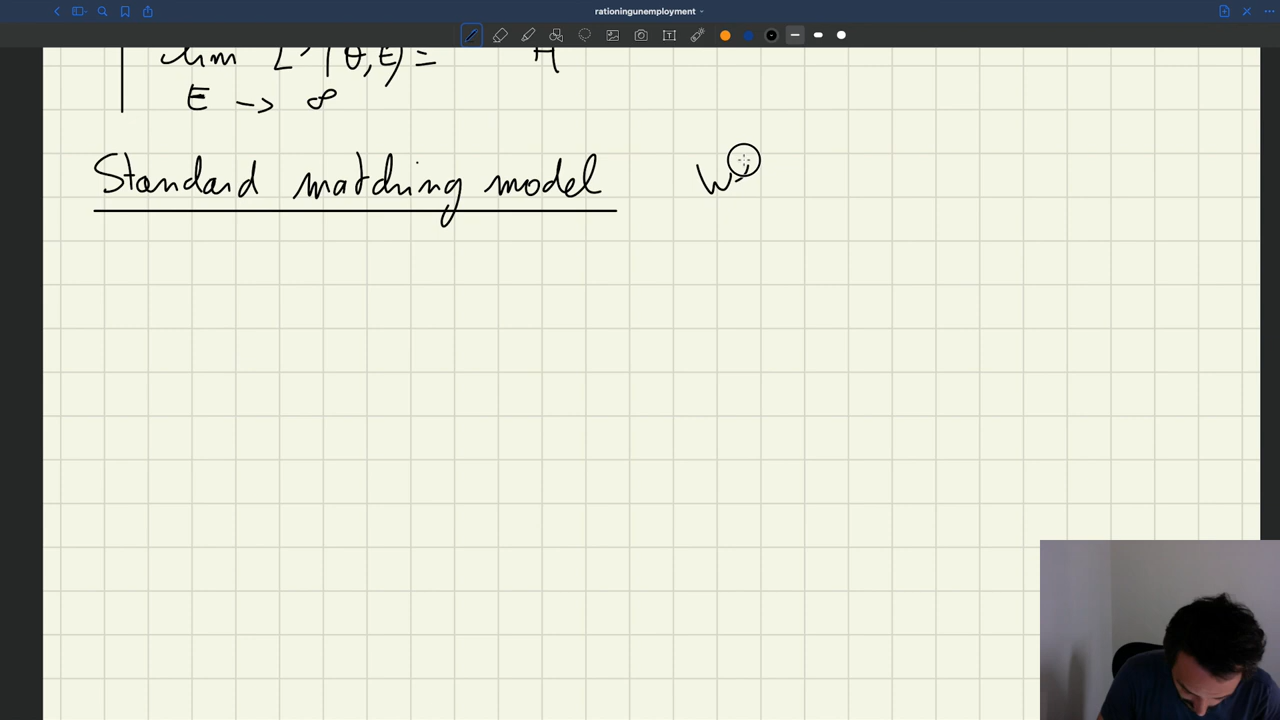 rationingunemployment
lim L^s(θ,E) = H
E -> ∞
Standard matching model W